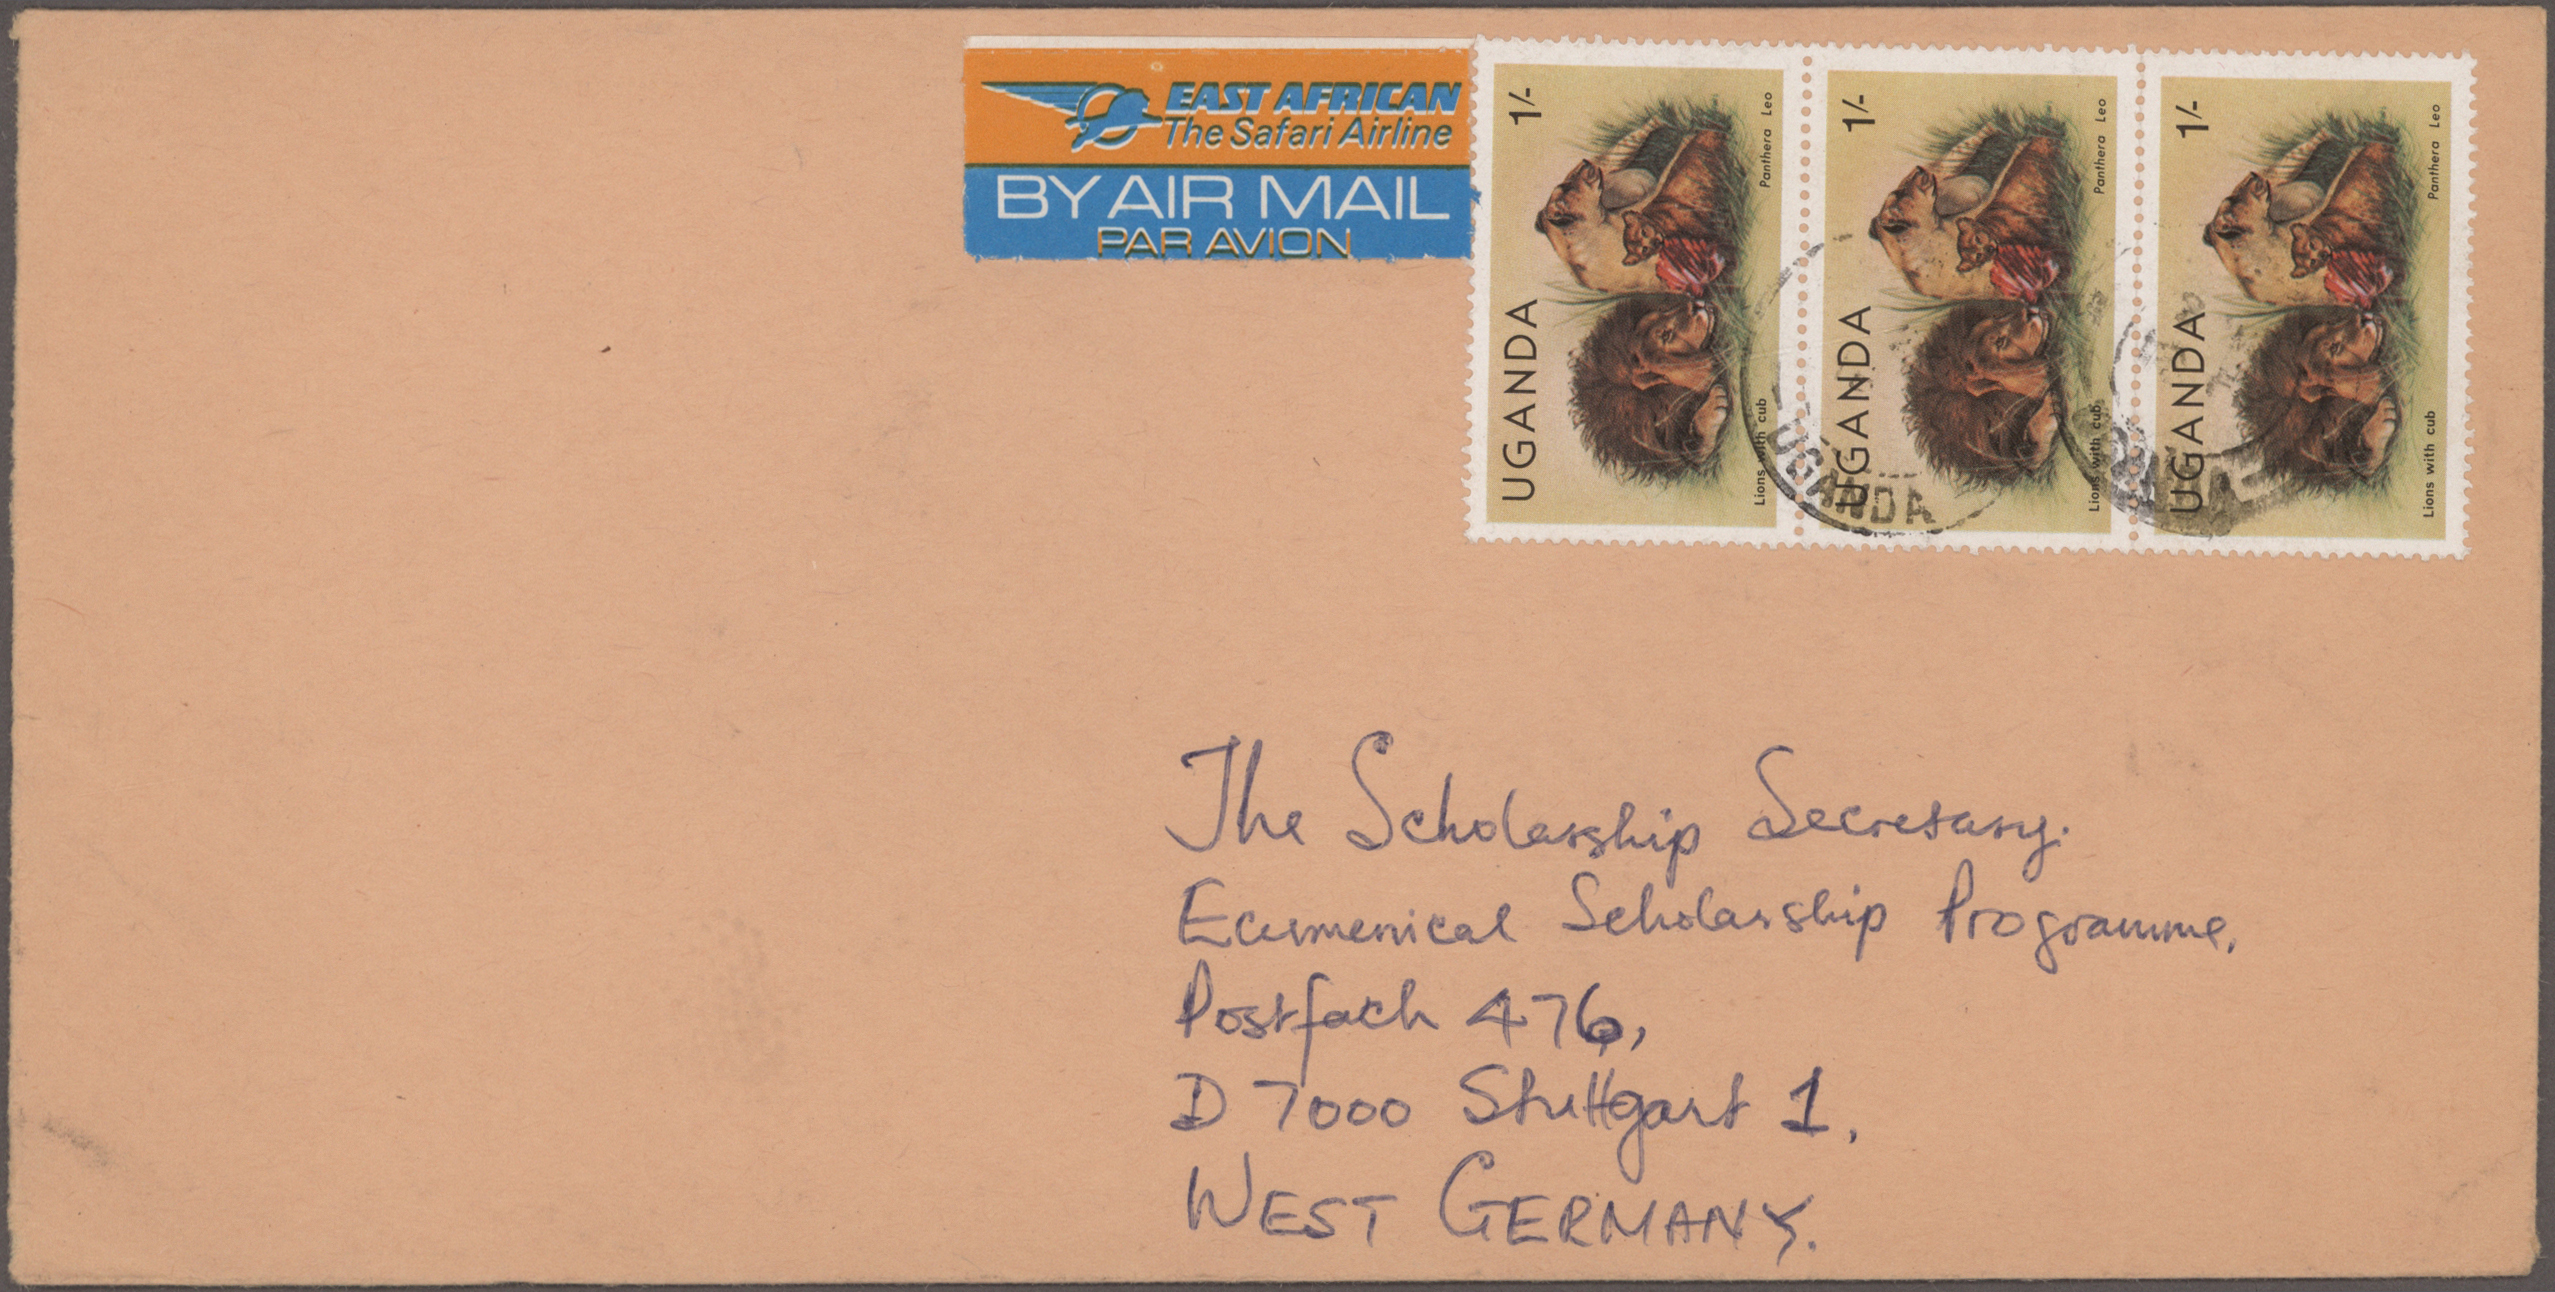 EAST AFRICAN
The Safari Airline
BY AIR MAIL
PAR AVION
1/-
UGANDA
Lions with cub
Panthera Leo
1/-
UGANDA
Lions with cub
Panthera Leo
1/-
UGANDA
Lions with cub
Panthera Leo
UGANDA
The Scholarship Secretary.
Ecumenical Scholarship Programme,
Postfach 476,
D 7000 Stuttgart 1,
WEST GERMANY.